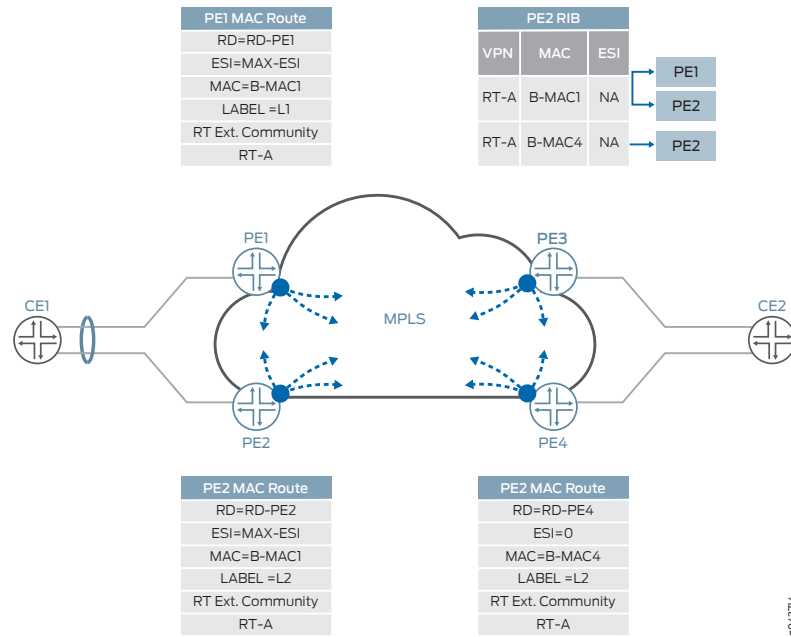 PE1 MAC Route
RD=RD-PE1
ESI=MAX-ESI
MAC=B-MAC1
LABEL =L1
RT Ext. Community
RT-A
PE2 RIB
VPN MAC ESI
RT-A B-MAC1 NA
PE1
PE2
RT-A B-MAC4 NA
PE2
PE1
PE3
CE1
MPLS
CE2
PE2
PE4
PE2 MAC Route
RD=RD-PE2
ESI=MAX-ESI
MAC=B-MAC1
LABEL =L2
RT Ext. Community
RT-A
PE2 MAC Route
RD=RD-PE4
ESI=0
MAC=B-MAC4
LABEL =L2
RT Ext. Community
RT-A